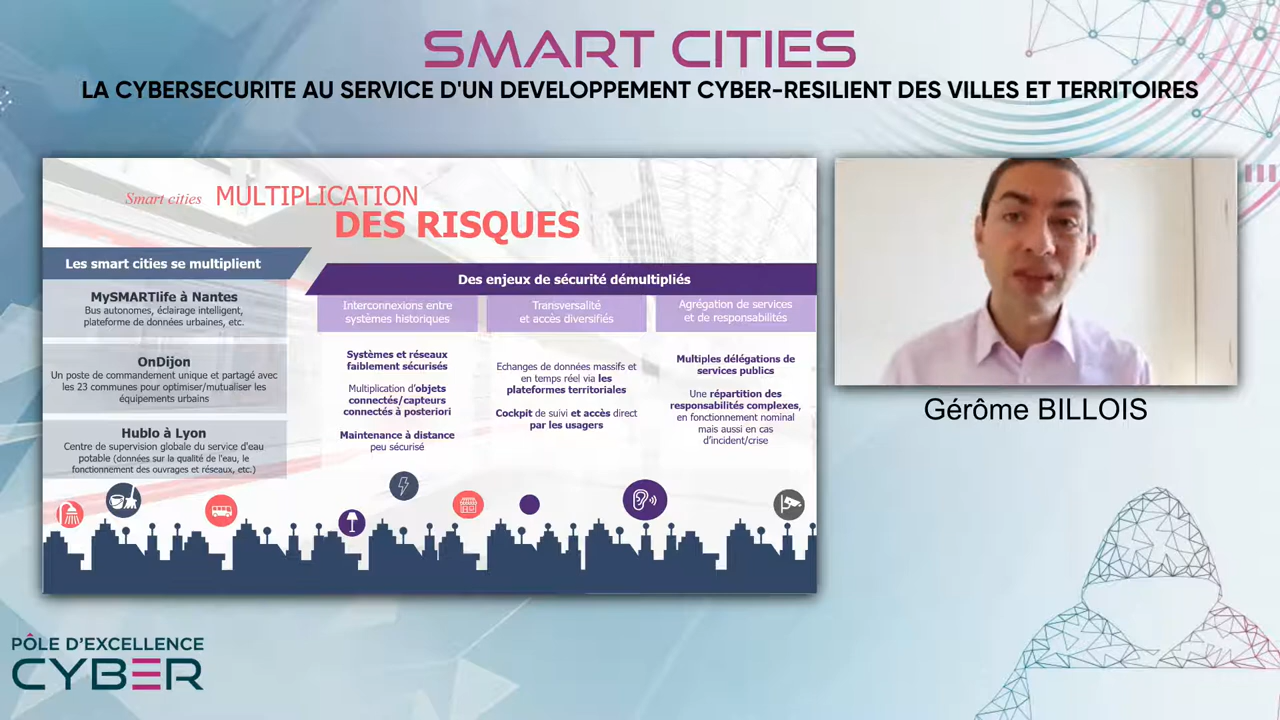 SMART CITIES
LA CYBERSECURITE AU SERVICE D'UN DEVELOPPEMENT CYBER-RESILIENT DES VILLES ET TERRITOIRES
Smart cities MULTIPLICATION
DES RISQUES
Les smart cities se multiplient
MySMARTlife à Nantes
Bus autonomes, éclairage intelligent,
plateforme de données urbaines, etc.
OnDijon
Un poste de commandement unique et partagé avec
les 23 communes pour optimiser/mutualiser les
équipements urbains
Hublo à Lyon
Centre de supervision globale du service d'eau
potable (données sur la qualité de l'eau, le
fonctionnement des ouvrages et réseaux, etc.)
Des enjeux de sécurité démultipliés
Interconnexions entre
systèmes historiques
Systèmes et réseaux
faiblement sécurisés
Multiplication d'objets
connectés/capteurs
connectés à posteriori
Maintenance à distance
peu sécurisé
Transversalité
et accès diversifiés
Echanges de données massifs et
en temps réel via les
plateformes territoriales
Cockpit de suivi et accès direct
par les usagers
Agrégation de services
et de responsabilités
Multiples délégations de
services publics
Une répartition des
responsabilités complexes,
en fonctionnement nominal
mais aussi en cas
d'incident/crise
Gérôme BILLOIS
PÔLE D'EXCELLENCE
CYBER